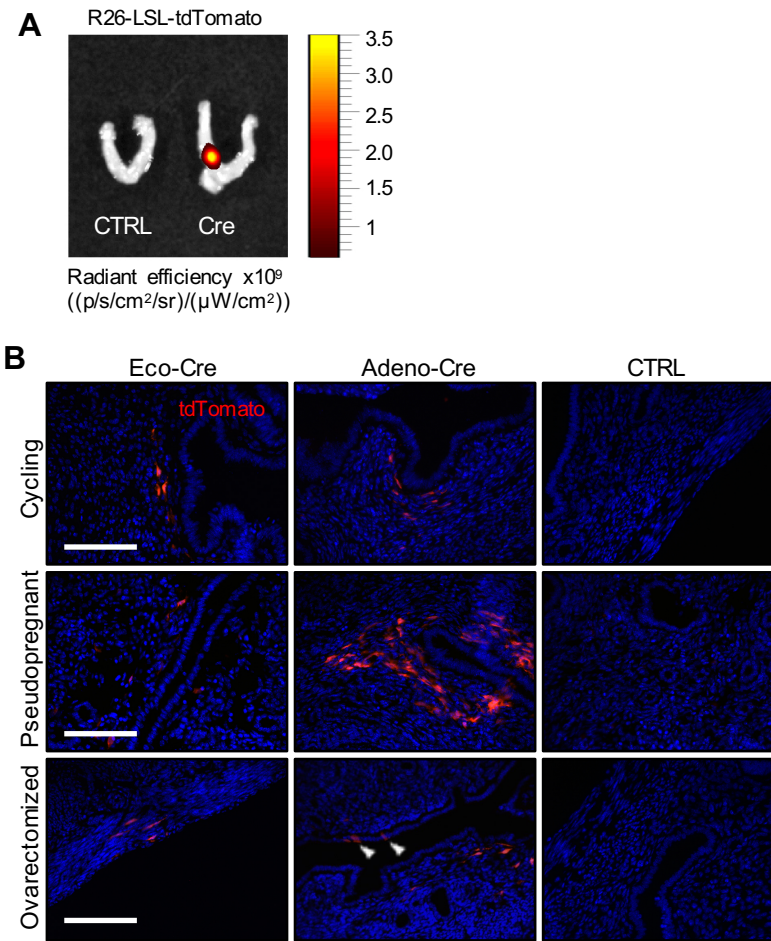 A
R26-LSL-tdTomato
3.5
3.0
2.5
2.0
1.5
1
CTRL
Cre
Radiant efficiency x10⁹
((p/s/cm²/sr)/(µW/cm²))
B
Eco-Cre
Adeno-Cre
CTRL
tdTomato
Cycling
Pseudopregnant
Ovarectomized